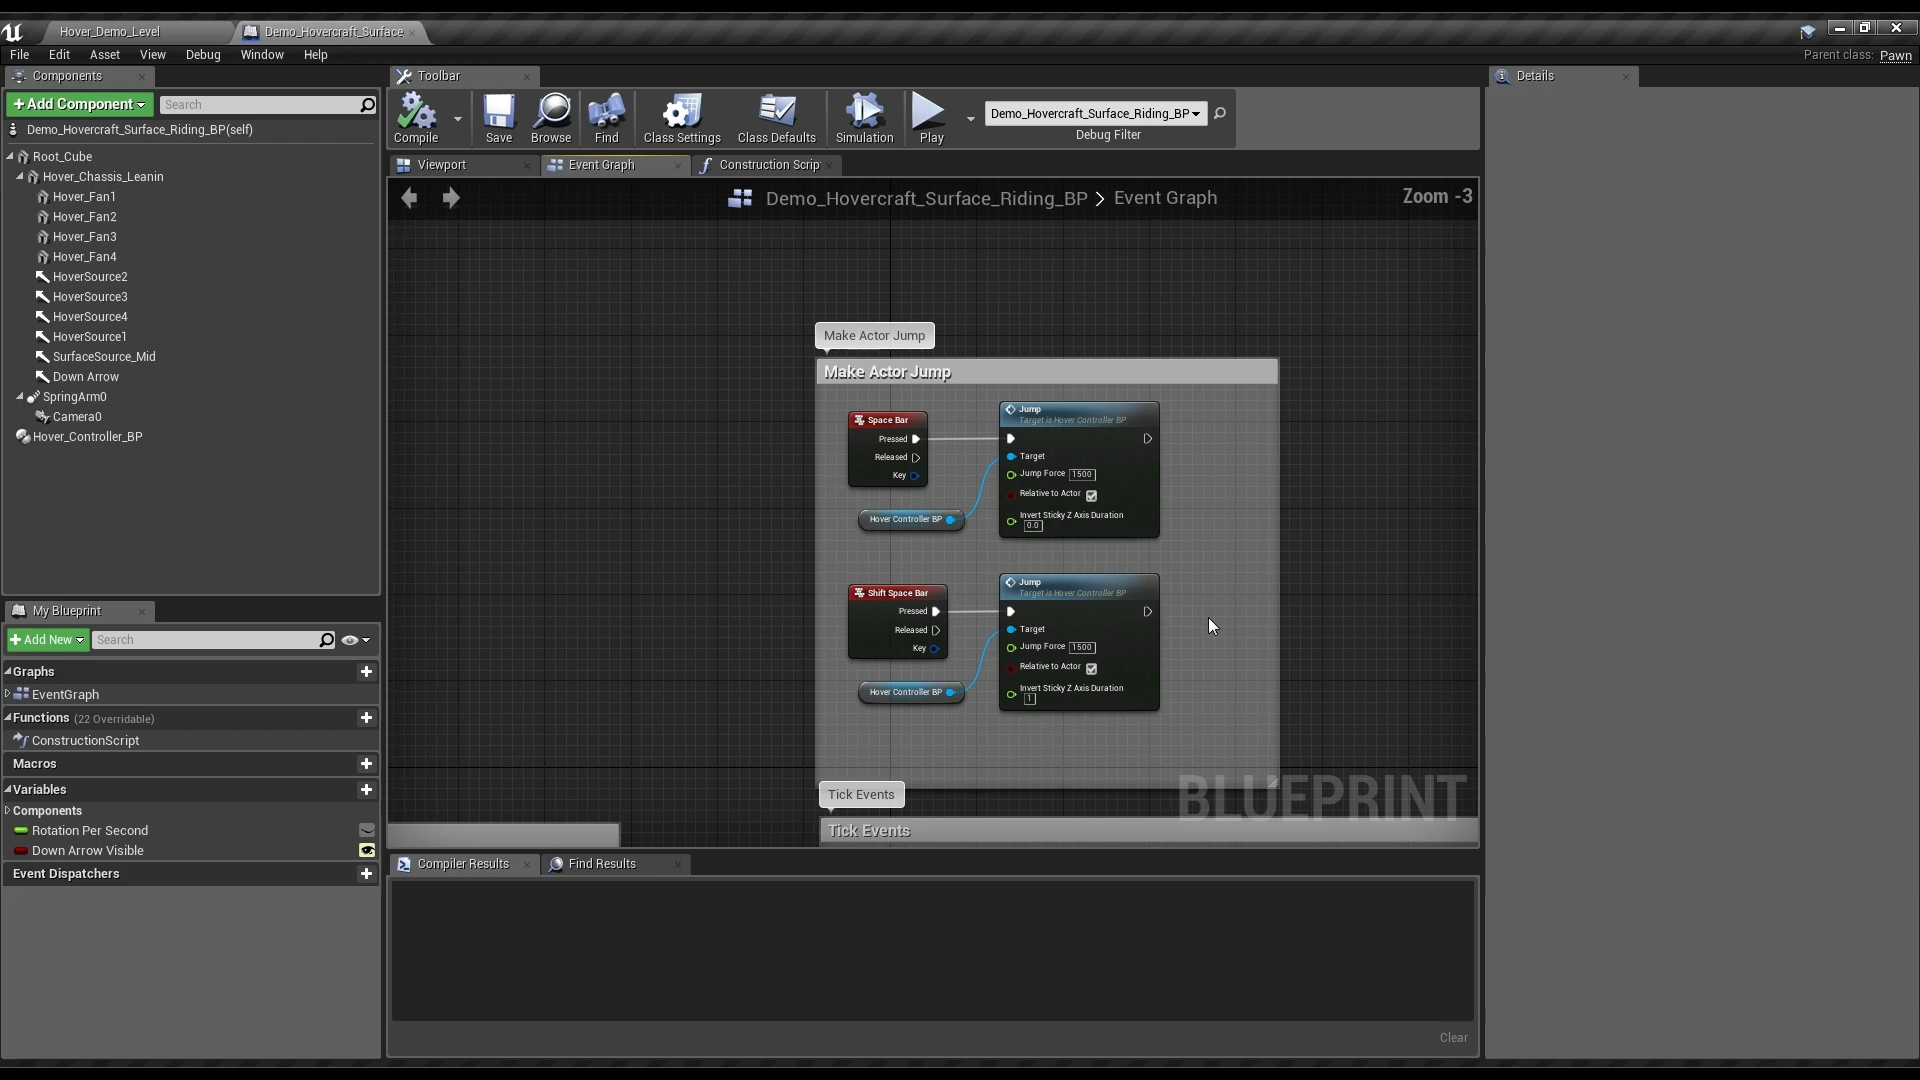 Hover_Demo_Level
Demo_Hovercraft_Surface
File Edit Asset View Debug Window Help
Parent class: Pawn
Components
+ Add Component
Search
Demo_Hovercraft_Surface_Riding_BP(self)
Root_Cube
Hover_Chassis_Leanin
Hover_Fan1
Hover_Fan2
Hover_Fan3
Hover_Fan4
HoverSource2
HoverSource3
HoverSource4
HoverSource1
SurfaceSource_Mid
Down Arrow
SpringArm0
Camera0
Hover_Controller_BP
My Blueprint
+ Add New
Search
Graphs
EventGraph
Functions (22 Overridable)
ConstructionScript
Macros
Variables
Components
Rotation Per Second
Down Arrow Visible
Event Dispatchers
Toolbar
Compile
Save
Browse
Find
Class Settings
Class Defaults
Simulation
Play
Demo_Hovercraft_Surface_Riding_BP
Debug Filter
Viewport
Event Graph
Construction Scrip
Demo_Hovercraft_Surface_Riding_BP > Event Graph
Zoom -3
Make Actor Jump
Make Actor Jump
Space Bar
Pressed
Released
Key
Hover Controller BP
Jump
Target is Hover Controller BP
Target
Jump Force 1500
Relative to Actor
Invert Sticky Z Axis Duration
0.0
Shift Space Bar
Pressed
Released
Key
Hover Controller BP
Jump
Target is Hover Controller BP
Target
Jump Force 1500
Relative to Actor
Invert Sticky Z Axis Duration
1
BLUEPRINT
Tick Events
Tick Events
Compiler Results
Find Results
Clear
Details